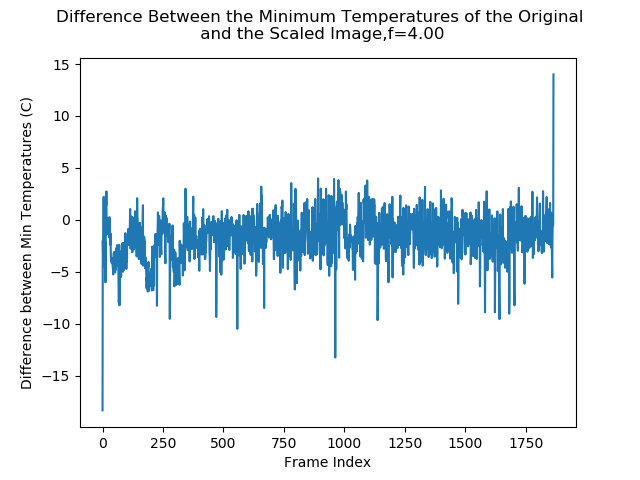 Difference Between the Minimum Temperatures of the Original
and the Scaled Image,f=4.00
15
10
5
0
−5
−10
−15
Difference between Min Temperatures (C)
0 250 500 750 1000 1250 1500 1750
Frame Index